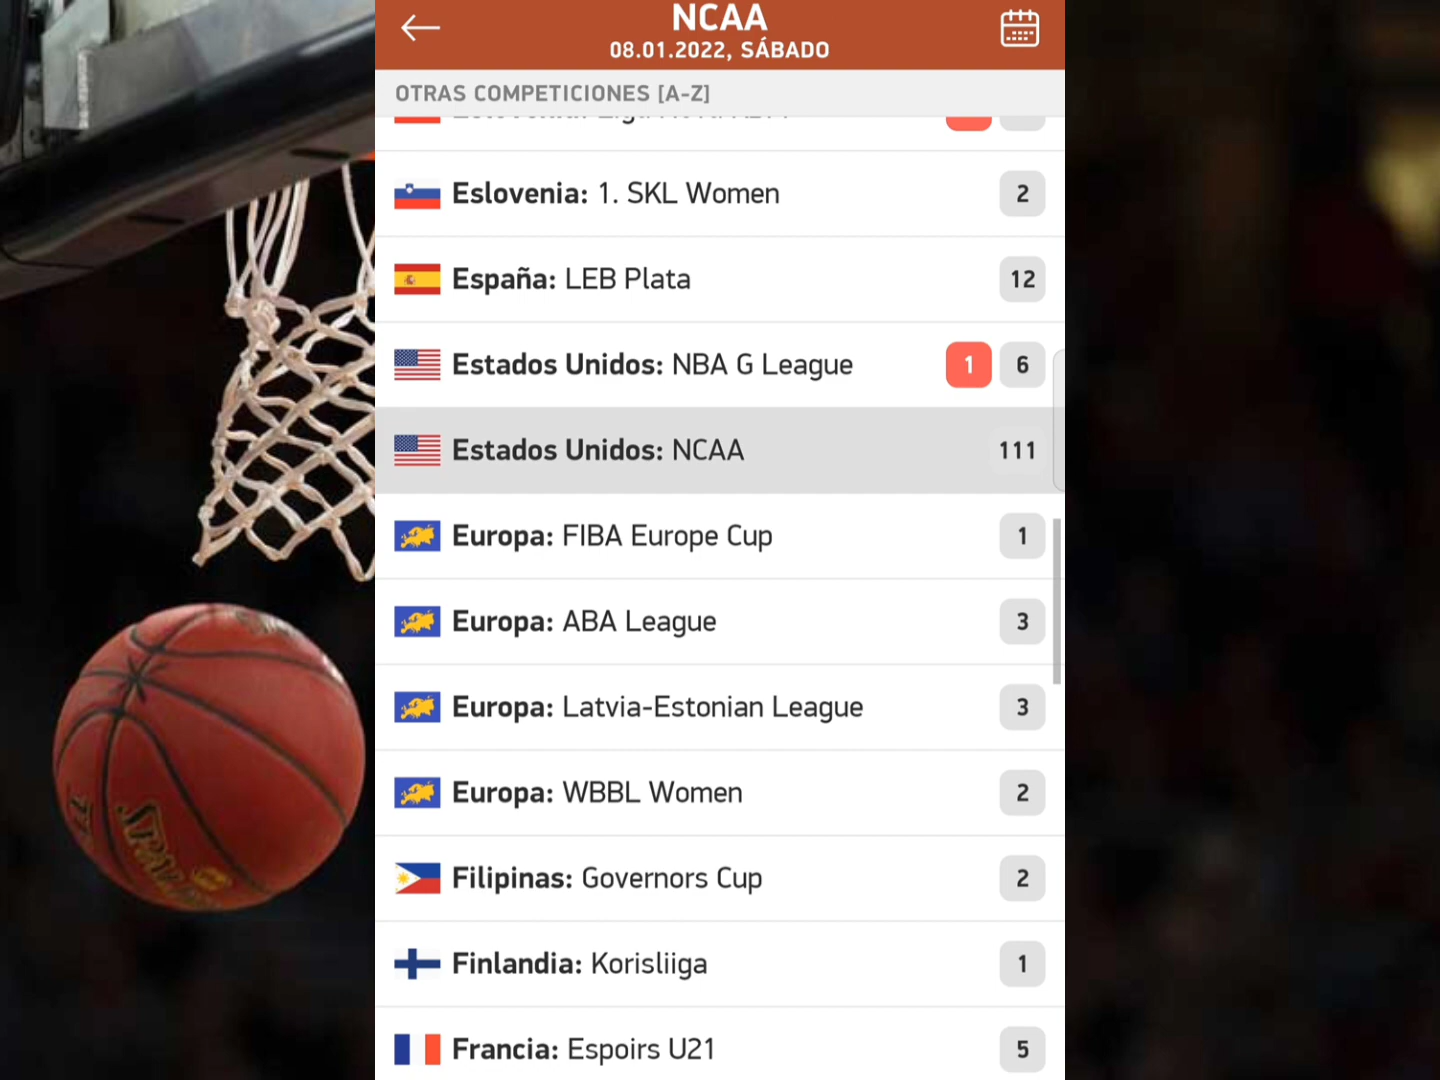 NCAA
08.01.2022, SÁBADO
OTRAS COMPETICIONES [A-Z]
Eslovenia: 1. SKL Women 2
España: LEB Plata 12
Estados Unidos: NBA G League 1 6
Estados Unidos: NCAA 111
Europa: FIBA Europe Cup 1
Europa: ABA League 3
Europa: Latvia-Estonian League 3
Europa: WBBL Women 2
Filipinas: Governors Cup 2
Finlandia: Korisliiga 1
Francia: Espoirs U21 5